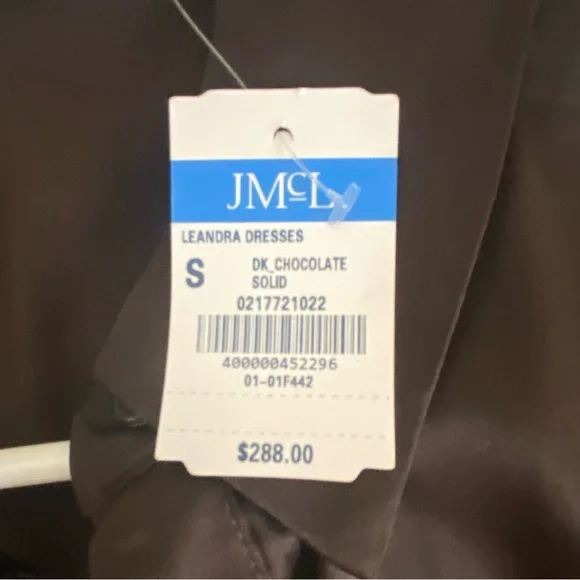 JMcL
LEANDRA DRESSES
S
DK_CHOCOLATE
SOLID
0217721022
400000452296
01-01F442
$288.00